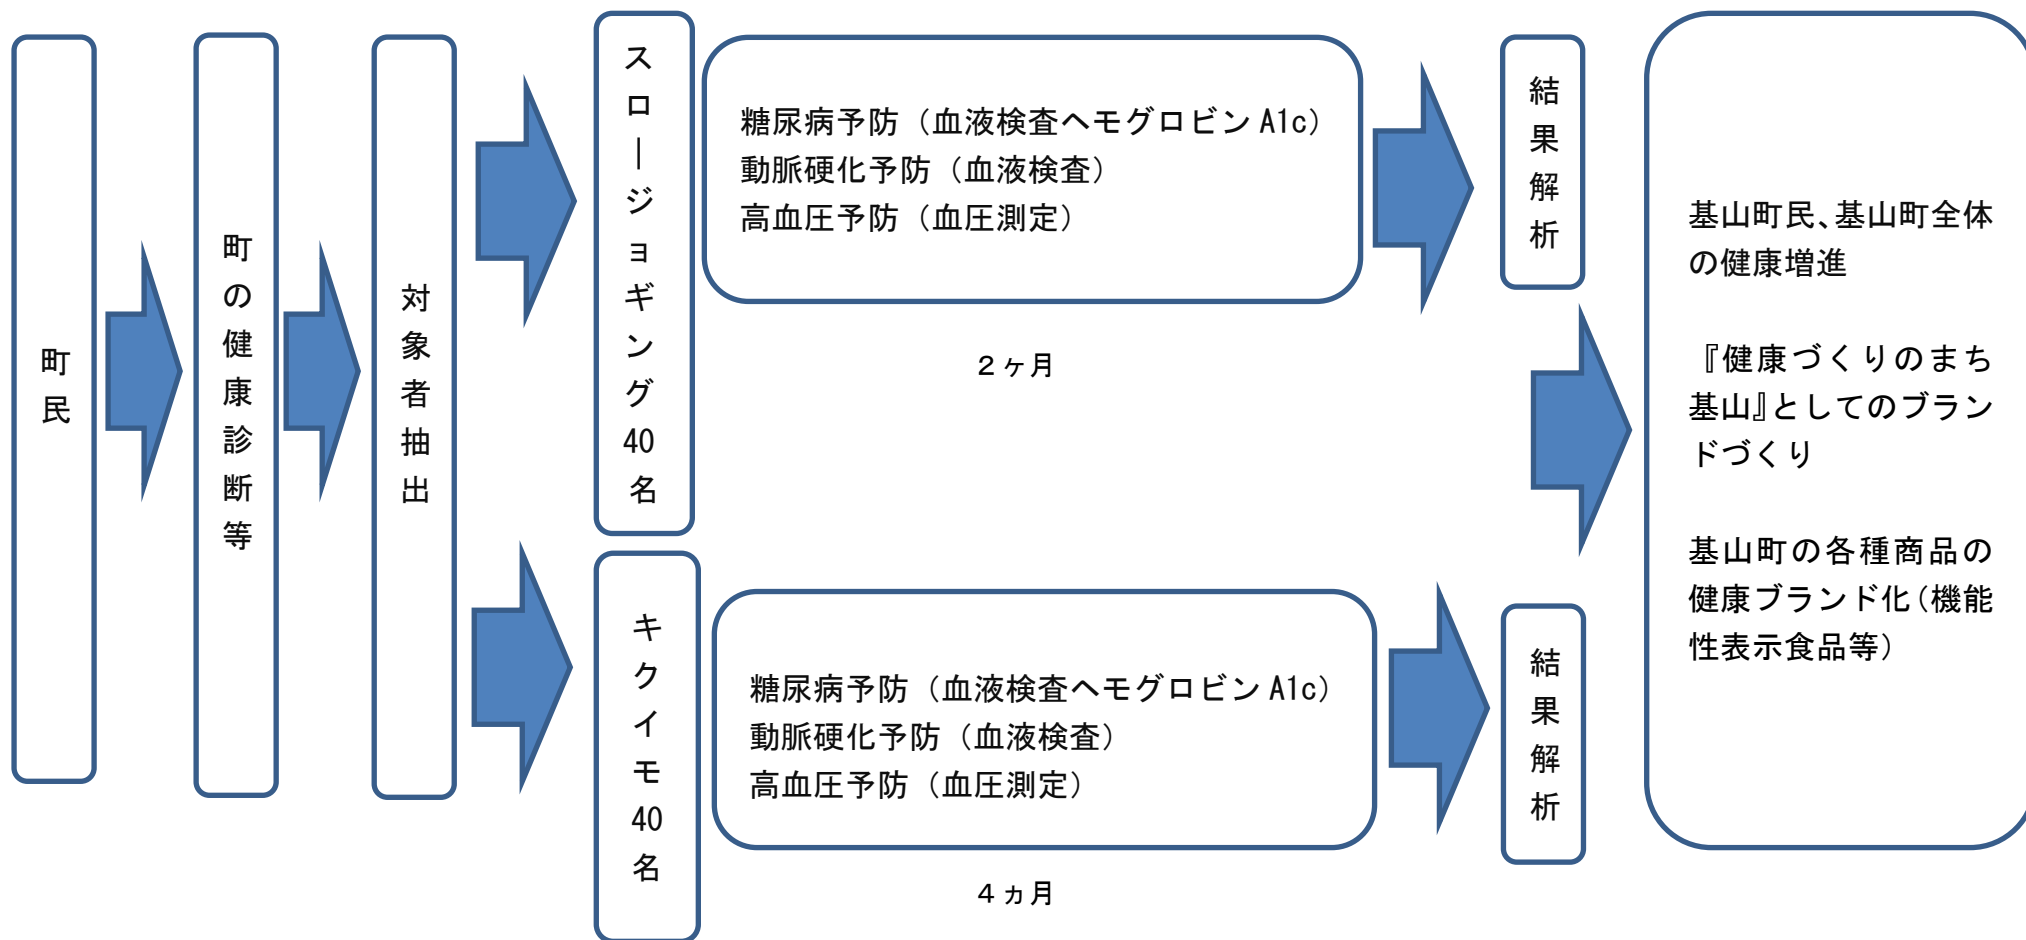 町民
町の健康診断等
対象者抽出
スロージョギング40名
糖尿病予防（血液検査ヘモグロビン A1c）
動脈硬化予防（血液検査）
高血圧予防（血圧測定）
２ヶ月
結果解析
キクイモ40名
糖尿病予防（血液検査ヘモグロビン A1c）
動脈硬化予防（血液検査）
高血圧予防（血圧測定）
４ヵ月
結果解析
基山町民、基山町全体
の健康増進
『健康づくりのまち
基山』としてのブラン
ドづくり
基山町の各種商品の
健康ブランド化（機能
性表示食品等）